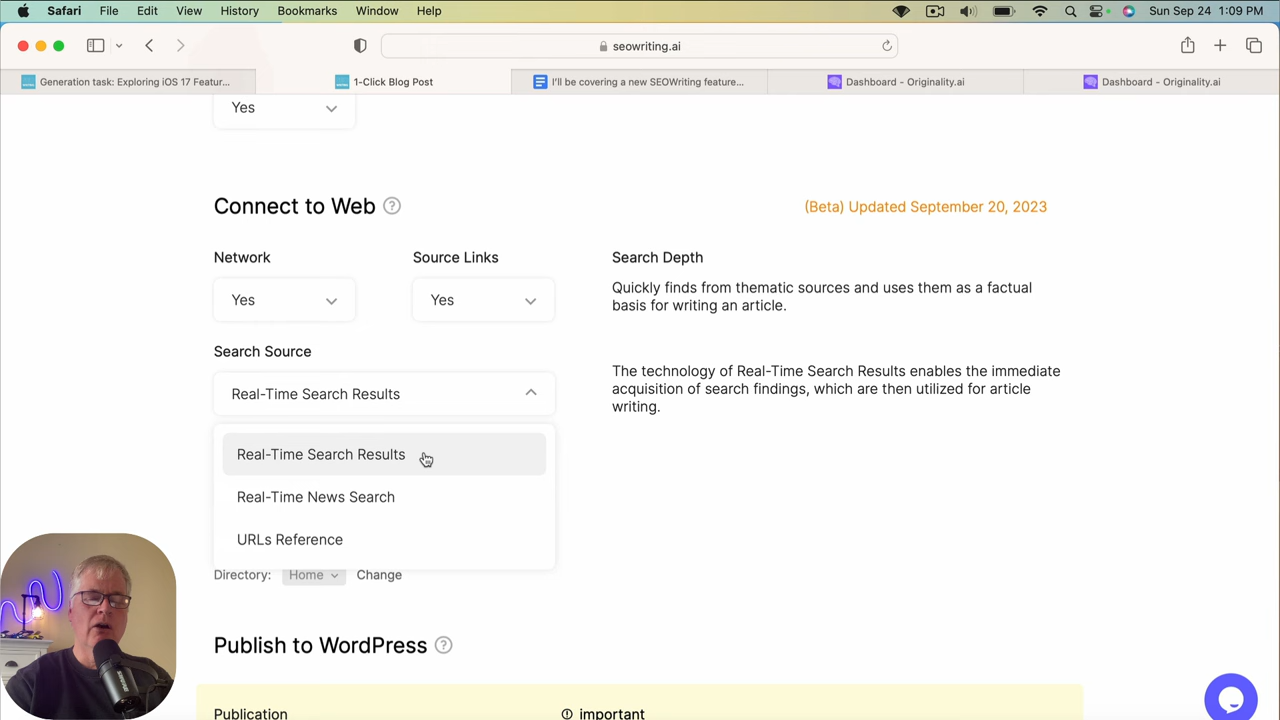 Safari File Edit View History Bookmarks Window Help Sun Sep 24 1:09 PM
seowriting.ai
Generation task: Exploring iOS 17 Featur... 1-Click Blog Post I'll be covering a new SEOWriting feature... Dashboard - Originality.ai Dashboard - Originality.ai
Yes
Connect to Web ? (Beta) Updated September 20, 2023
Network Source Links Search Depth
Yes Yes
Quickly finds from thematic sources and uses them as a factual
basis for writing an article.
Search Source
Real-Time Search Results
The technology of Real-Time Search Results enables the immediate
acquisition of search findings, which are then utilized for article
writing.
Real-Time Search Results
Real-Time News Search
URLs Reference
Directory: Home Change
Publish to WordPress ?
Publication important